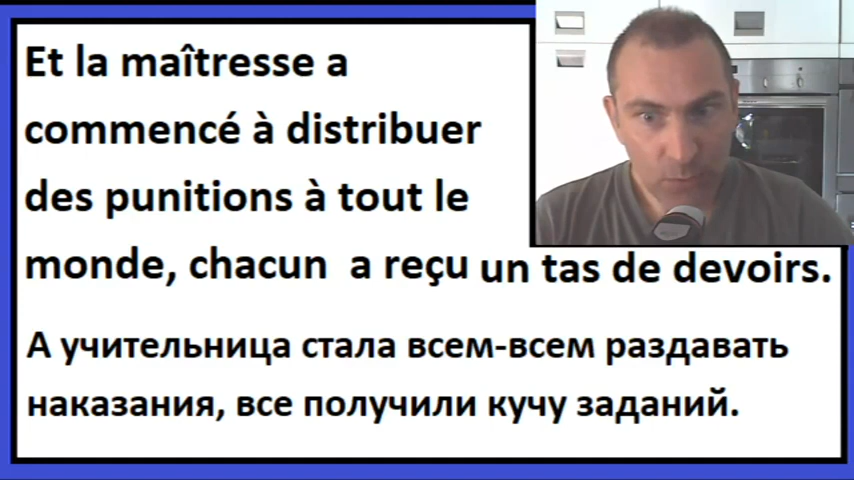 Et la maîtresse a
commencé à distribuer
des punitions à tout le
monde, chacun a reçu un tas de devoirs.
А учительница стала всем-всем раздавать
наказания, все получили кучу заданий.